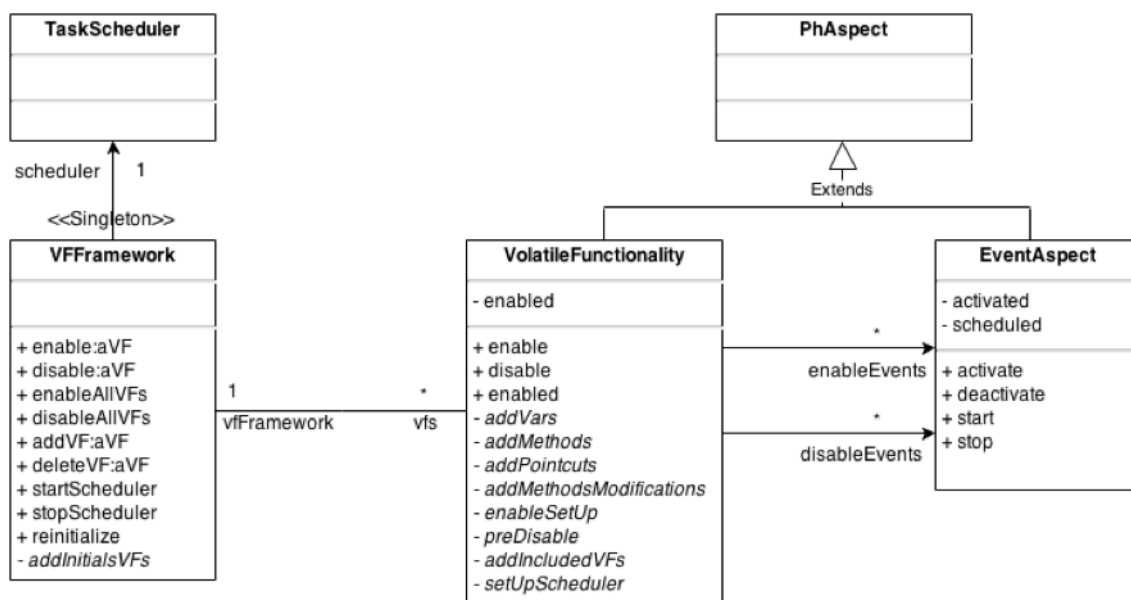 TaskScheduler
PhAspect
scheduler
1
Extends
<<Singleton>>
VFFramework
+ enable:aVF
+ disable:aVF
+ enableAllVFs
+ disableAllVFs
+ addVF:aVF
+ deleteVF:aVF
+ startScheduler
+ stopScheduler
+ reinitialize
- addInitialsVFs
1
vfFramework
*
vfs
VolatileFunctionality
- enabled
+ enable
+ disable
+ enabled
- addVars
- addMethods
- addPointcuts
- addMethodsModifications
- enableSetUp
- preDisable
- addIncludedVFs
- setUpScheduler
*
enableEvents
*
disableEvents
EventAspect
- activated
- scheduled
+ activate
+ deactivate
+ start
+ stop